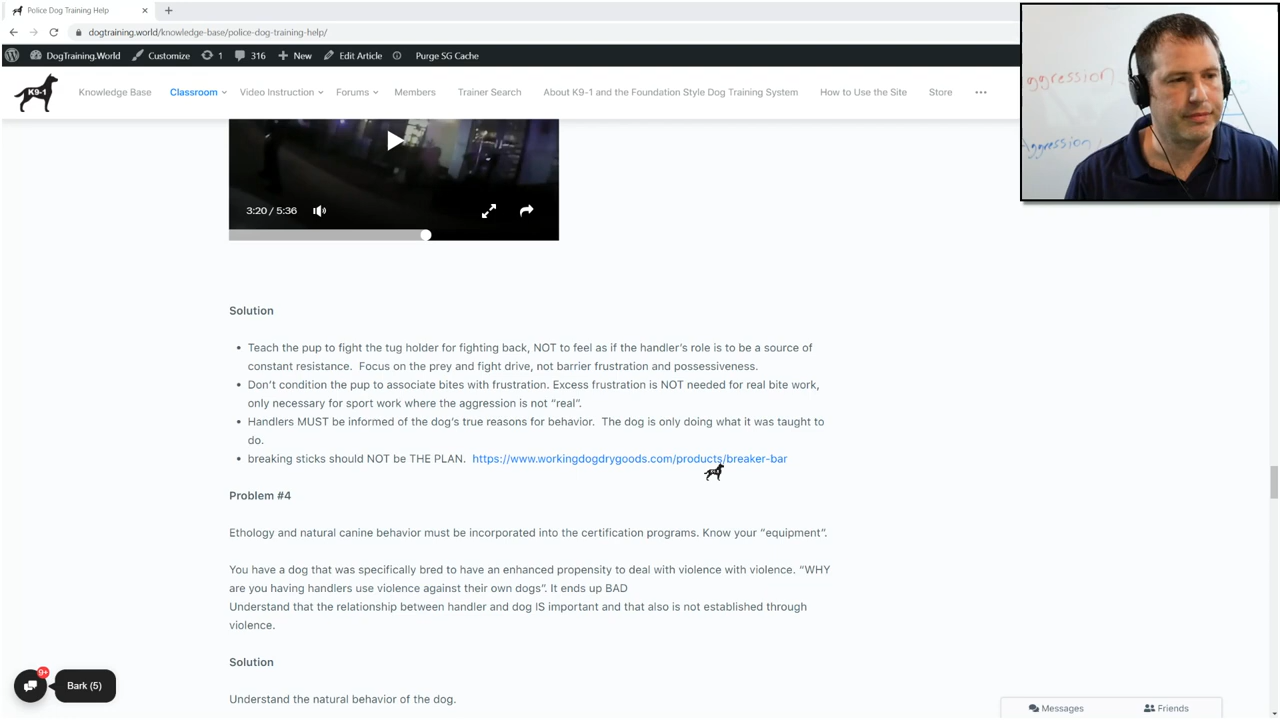 Police Dog Training Help
dogtraining.world/knowledge-base/police-dog-training-help/
DogTraining.World Customize 1 316 New Edit Article Purge SG Cache
K9-1 Knowledge Base Classroom Video Instruction Forums Members Trainer Search About K9-1 and the Foundation Style Dog Training System How to Use the Site Store
aggression
Aggression
3:20 / 5:36
Solution
Teach the pup to fight the tug holder for fighting back, NOT to feel as if the handler's role is to be a source of
constant resistance. Focus on the prey and fight drive, not barrier frustration and possessiveness.
Don't condition the pup to associate bites with frustration. Excess frustration is NOT needed for real bite work,
only necessary for sport work where the aggression is not "real".
Handlers MUST be informed of the dog's true reasons for behavior. The dog is only doing what it was taught to
do.
breaking sticks should NOT be THE PLAN. https://www.workingdogdrygoods.com/products/breaker-bar
Problem #4
Ethology and natural canine behavior must be incorporated into the certification programs. Know your "equipment".
You have a dog that was specifically bred to have an enhanced propensity to deal with violence with violence. "WHY
are you having handlers use violence against their own dogs". It ends up BAD
Understand that the relationship between handler and dog IS important and that also is not established through
violence.
Solution
Understand the natural behavior of the dog.
9+
Bark (5)
Messages Friends